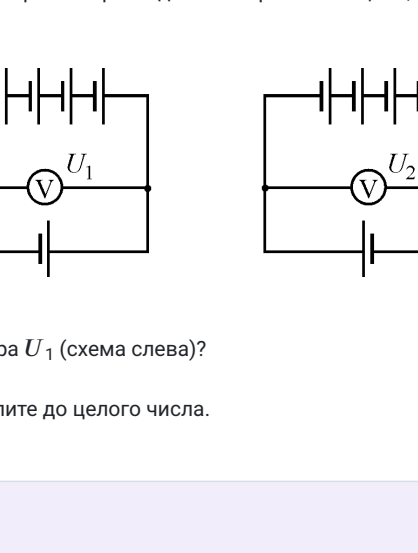 U1
U2
V
V
ра U1 (схема слева)?
лите до целого числа.